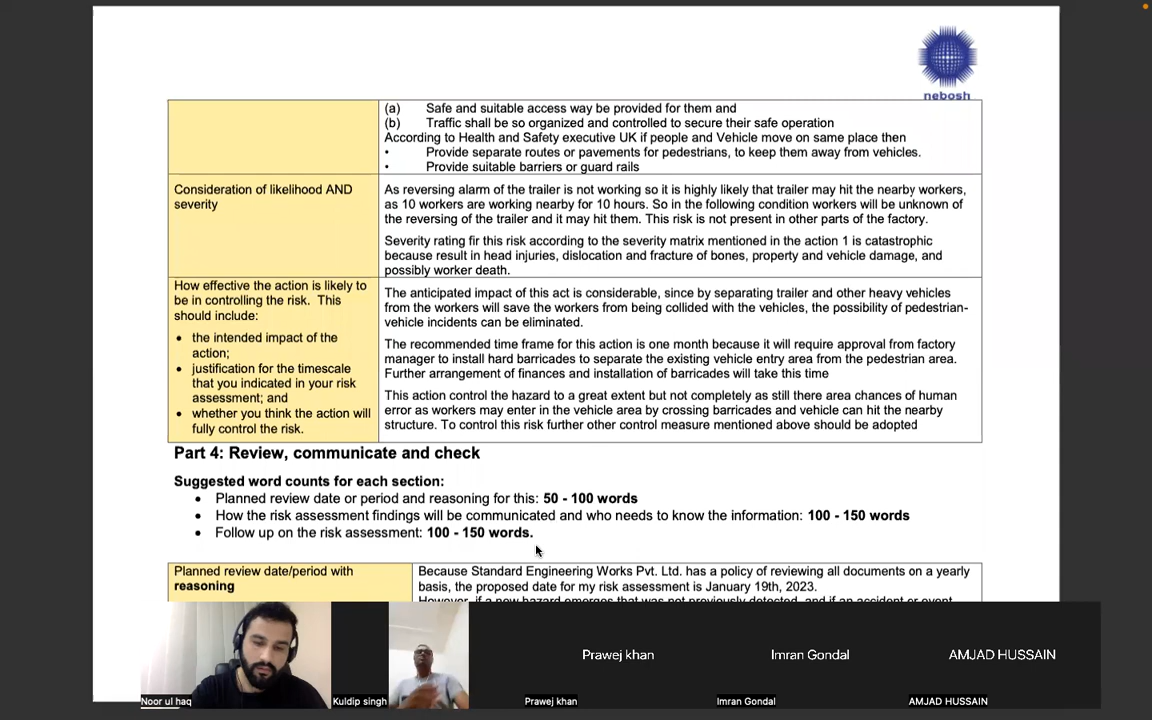 nebosh
(a) Safe and suitable access way be provided for them and
(b) Traffic shall be so organized and controlled to secure their safe operation
According to Health and Safety executive UK if people and Vehicle move on same place then
• Provide separate routes or pavements for pedestrians, to keep them away from vehicles.
• Provide suitable barriers or guard rails
Consideration of likelihood AND
severity
As reversing alarm of the trailer is not working so it is highly likely that trailer may hit the nearby workers,
as 10 workers are working nearby for 10 hours. So in the following condition workers will be unknown of
the reversing of the trailer and it may hit them. This risk is not present in other parts of the factory.
Severity rating fir this risk according to the severity matrix mentioned in the action 1 is catastrophic
because result in head injuries, dislocation and fracture of bones, property and vehicle damage, and
possibly worker death.
How effective the action is likely to
be in controlling the risk. This
should include:
• the intended impact of the
action;
• justification for the timescale
that you indicated in your risk
assessment; and
• whether you think the action will
fully control the risk.
The anticipated impact of this act is considerable, since by separating trailer and other heavy vehicles
from the workers will save the workers from being collided with the vehicles, the possibility of pedestrian-
vehicle incidents can be eliminated.
The recommended time frame for this action is one month because it will require approval from factory
manager to install hard barricades to separate the existing vehicle entry area from the pedestrian area.
Further arrangement of finances and installation of barricades will take this time
This action control the hazard to a great extent but not completely as still there area chances of human
error as workers may enter in the vehicle area by crossing barricades and vehicle can hit the nearby
structure. To control this risk further other control measure mentioned above should be adopted
Part 4: Review, communicate and check
Suggested word counts for each section:
• Planned review date or period and reasoning for this: 50 - 100 words
• How the risk assessment findings will be communicated and who needs to know the information: 100 - 150 words
• Follow up on the risk assessment: 100 - 150 words.
Planned review date/period with
reasoning
Because Standard Engineering Works Pvt. Ltd. has a policy of reviewing all documents on a yearly
basis, the proposed date for my risk assessment is January 19th, 2023.
However, if a new hazard emerges that was not previously detected, and if an accident or event
Prawej khan
Imran Gondal
AMJAD HUSSAIN
Noor ul haq
Kuldip singh
Prawej khan
Imran Gondal
AMJAD HUSSAIN